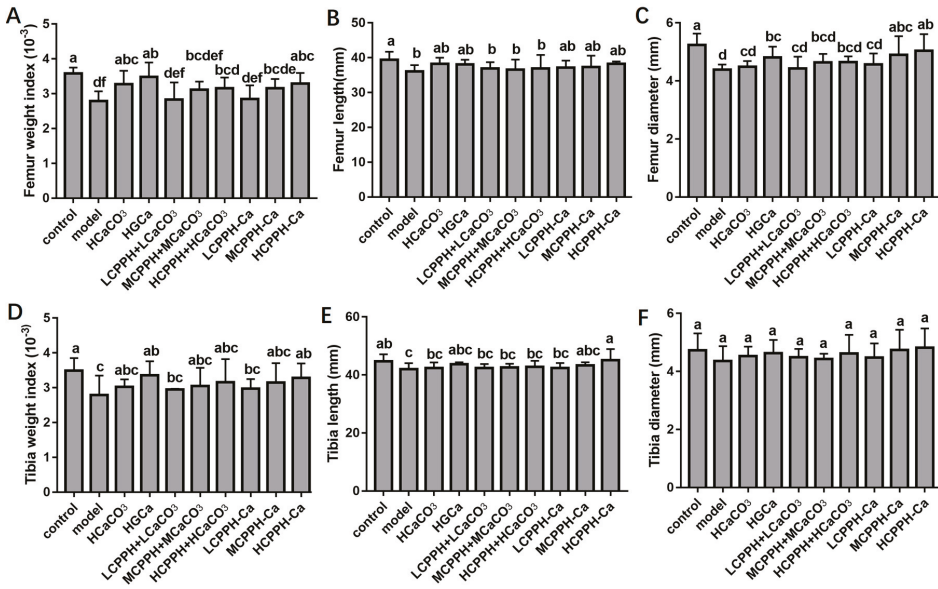 A
Femur weight index (10⁻³)
5
4
3
2
1
0
a
df
abc
ab
def
bcdef
bcd
def
bcde
abc
control
model
HCaCO₃
HGCa
LCPPH+LCaCO₃
MCPPH+MCaCO₃
HCPPH+HCaCO₃
LCPPH-Ca
MCPPH-Ca
HCPPH-Ca
B
Femur length(mm)
50
40
30
20
10
0
a
b
ab
ab
b
b
b
ab
ab
ab
control
model
HCaCO₃
HGCa
LCPPH+LCaCO₃
MCPPH+MCaCO₃
HCPPH+HCaCO₃
LCPPH-Ca
MCPPH-Ca
HCPPH-Ca
C
Femur diameter (mm)
6
4
2
0
a
d
cd
bc
cd
bcd
bcd
cd
abc
ab
control
model
HCaCO₃
HGCa
LCPPH+LCaCO₃
MCPPH+MCaCO₃
HCPPH+HCaCO₃
LCPPH-Ca
MCPPH-Ca
HCPPH-Ca
D
Tibia weight index (10⁻³)
5
4
3
2
1
0
a
c
abc
ab
bc
abc
abc
bc
abc
ab
control
model
HCaCO₃
HGCa
LCPPH+LCaCO₃
MCPPH+MCaCO₃
HCPPH+HCaCO₃
LCPPH-Ca
MCPPH-Ca
HCPPH-Ca
E
Tibia length (mm)
60
40
20
0
ab
c
bc
abc
bc
bc
bc
bc
abc
a
control
model
HCaCO₃
HGCa
LCPPH+LCaCO₃
MCPPH+MCaCO₃
HCPPH+HCaCO₃
LCPPH-Ca
MCPPH-Ca
HCPPH-Ca
F
Tibia diameter (mm)
6
4
2
0
a
a
a
a
a
a
a
a
a
a
control
model
HCaCO₃
HGCa
LCPPH+LCaCO₃
MCPPH+MCaCO₃
HCPPH+HCaCO₃
LCPPH-Ca
MCPPH-Ca
HCPPH-Ca